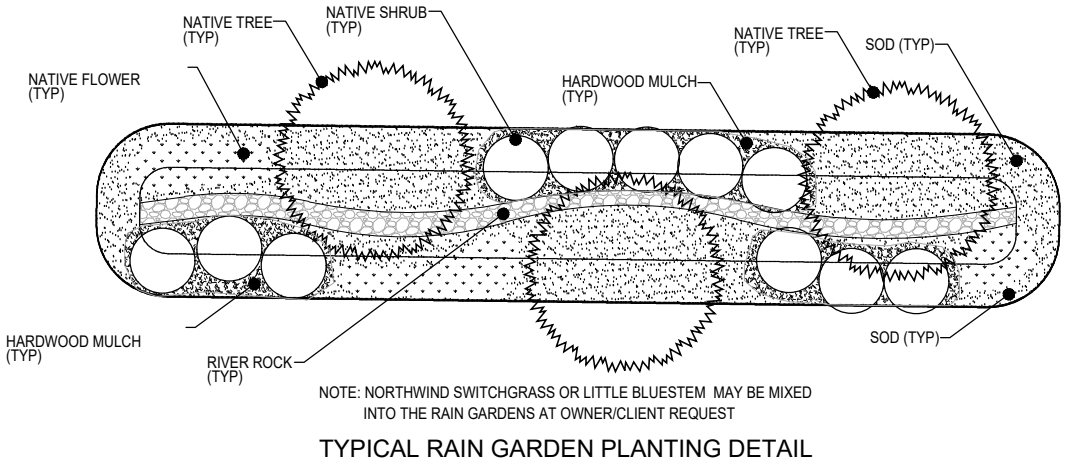 NATIVE TREE
(TYP)
NATIVE SHRUB
(TYP)
NATIVE TREE
(TYP)
SOD (TYP)
NATIVE FLOWER
(TYP)
HARDWOOD MULCH
(TYP)
HARDWOOD MULCH
(TYP)
RIVER ROCK
(TYP)
SOD (TYP)
NOTE: NORTHWIND SWITCHGRASS OR LITTLE BLUESTEM MAY BE MIXED
INTO THE RAIN GARDENS AT OWNER/CLIENT REQUEST
TYPICAL RAIN GARDEN PLANTING DETAIL